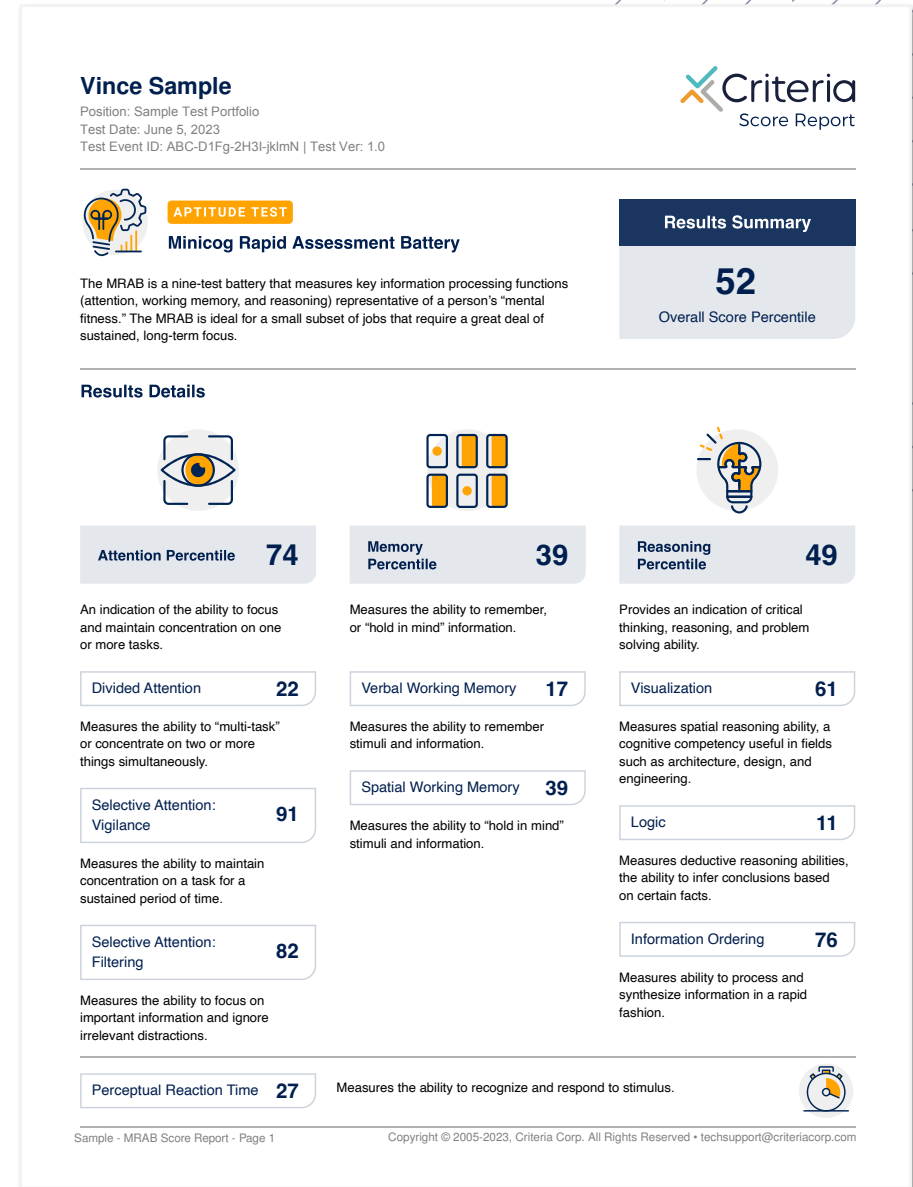 Vince Sample
Position: Sample Test Portfolio
Test Date: June 5, 2023
Test Event ID: ABC-D1Fg-2H3I-jklmN | Test Ver: 1.0
Criteria
Score Report
APTITUDE TEST
Minicog Rapid Assessment Battery
The MRAB is a nine-test battery that measures key information processing functions
(attention, working memory, and reasoning) representative of a person's “mental
fitness.” The MRAB is ideal for a small subset of jobs that require a great deal of
sustained, long-term focus.
Results Summary
52
Overall Score Percentile
Results Details
Attention Percentile 74
An indication of the ability to focus
and maintain concentration on one
or more tasks.
Divided Attention 22
Measures the ability to “multi-task”
or concentrate on two or more
things simultaneously.
Selective Attention:
Vigilance 91
Measures the ability to maintain
concentration on a task for a
sustained period of time.
Selective Attention:
Filtering 82
Measures the ability to focus on
important information and ignore
irrelevant distractions.
Memory
Percentile 39
Measures the ability to remember,
or “hold in mind” information.
Verbal Working Memory 17
Measures the ability to remember
stimuli and information.
Spatial Working Memory 39
Measures the ability to “hold in mind”
stimuli and information.
Reasoning
Percentile 49
Provides an indication of critical
thinking, reasoning, and problem
solving ability.
Visualization 61
Measures spatial reasoning ability, a
cognitive competency useful in fields
such as architecture, design, and
engineering.
Logic 11
Measures deductive reasoning abilities,
the ability to infer conclusions based
on certain facts.
Information Ordering 76
Measures ability to process and
synthesize information in a rapid
fashion.
Perceptual Reaction Time 27
Measures the ability to recognize and respond to stimulus.
Sample - MRAB Score Report - Page 1
Copyright © 2005-2023, Criteria Corp. All Rights Reserved • techsupport@criteriacorp.com